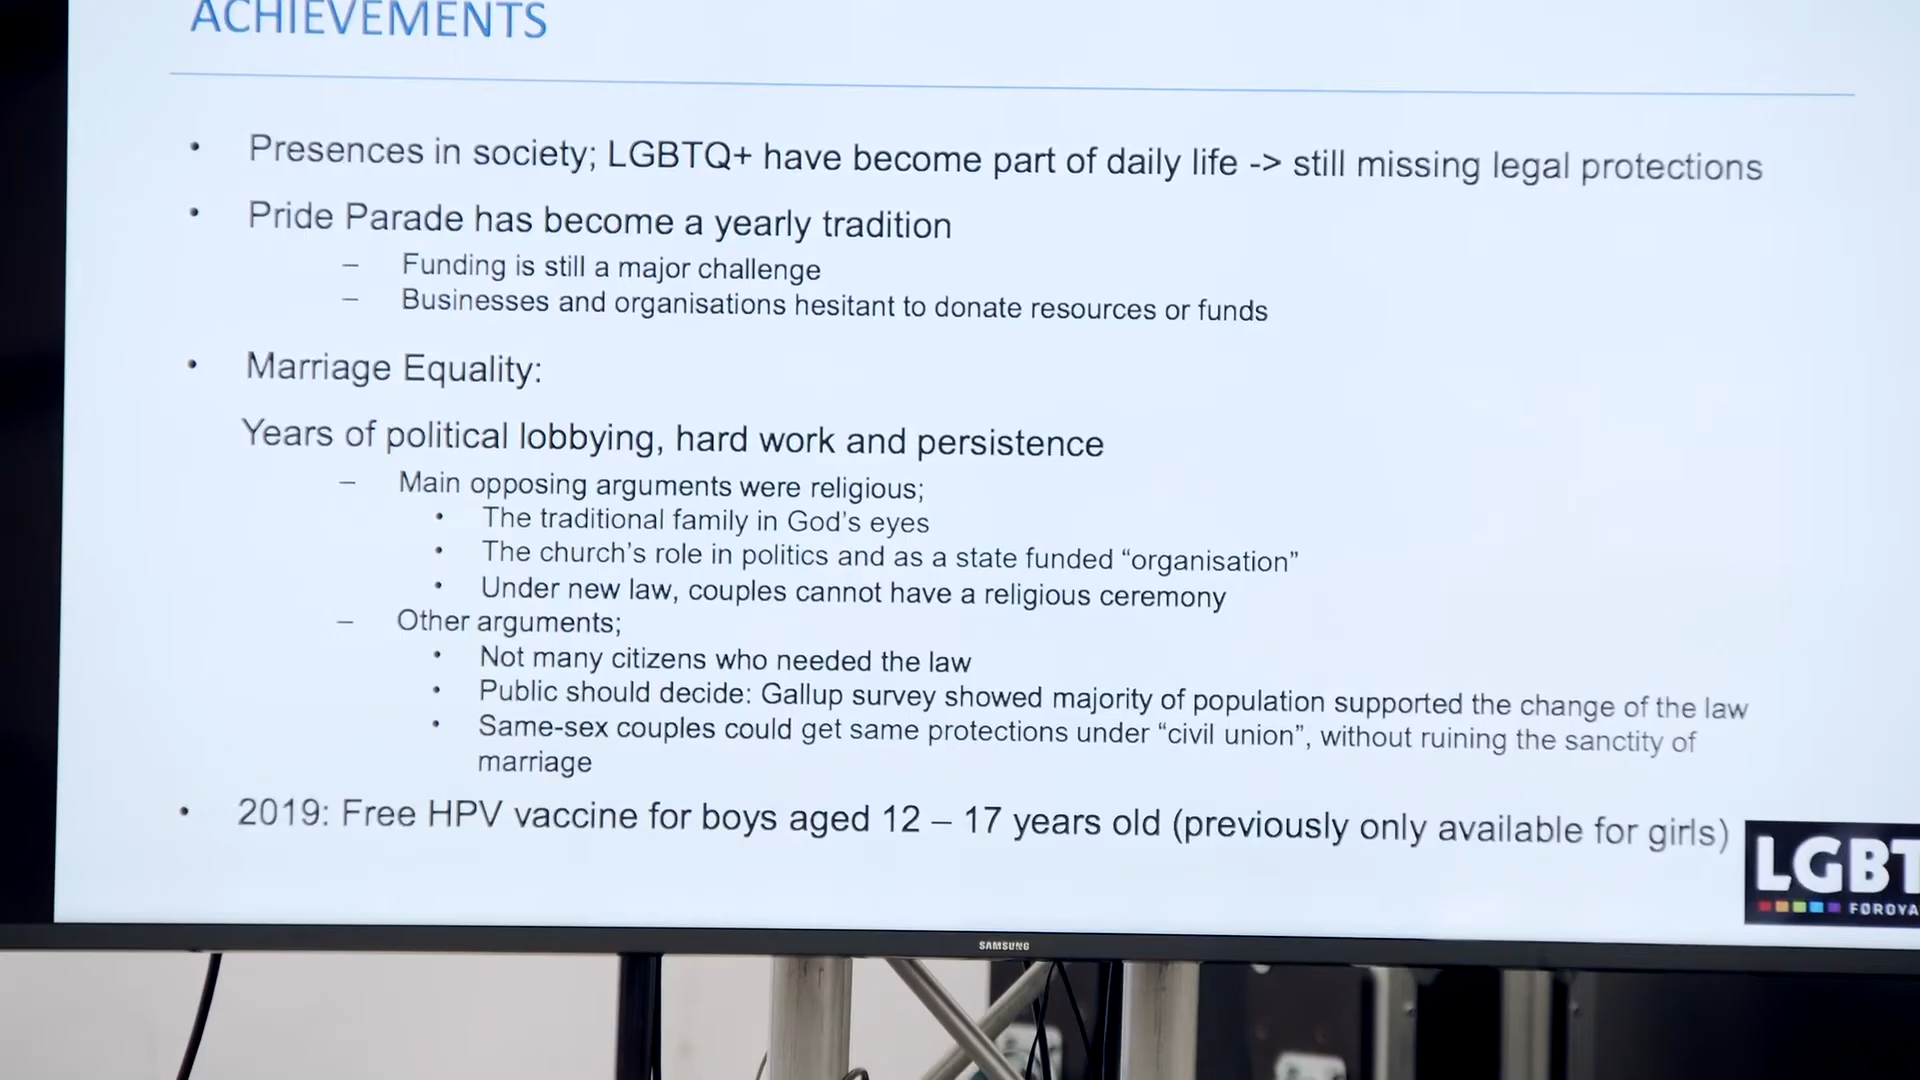 ACHIEVEMENTS
• Presences in society; LGBTQ+ have become part of daily life -> still missing legal protections
• Pride Parade has become a yearly tradition
– Funding is still a major challenge
– Businesses and organisations hesitant to donate resources or funds
• Marriage Equality:
Years of political lobbying, hard work and persistence
– Main opposing arguments were religious;
• The traditional family in God's eyes
• The church's role in politics and as a state funded “organisation”
• Under new law, couples cannot have a religious ceremony
– Other arguments;
• Not many citizens who needed the law
• Public should decide: Gallup survey showed majority of population supported the change of the law
• Same-sex couples could get same protections under “civil union”, without ruining the sanctity of
marriage
• 2019: Free HPV vaccine for boys aged 12 – 17 years old (previously only available for girls)
LGBT
FØROYA
SAMSUNG